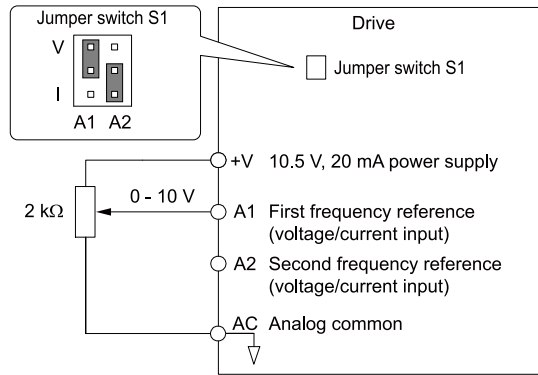 Jumper switch S1
V
I
A1 A2
Drive
Jumper switch S1
+V 10.5 V, 20 mA power supply
2 kΩ
0 - 10 V
A1 First frequency reference
(voltage/current input)
A2 Second frequency reference
(voltage/current input)
AC Analog common